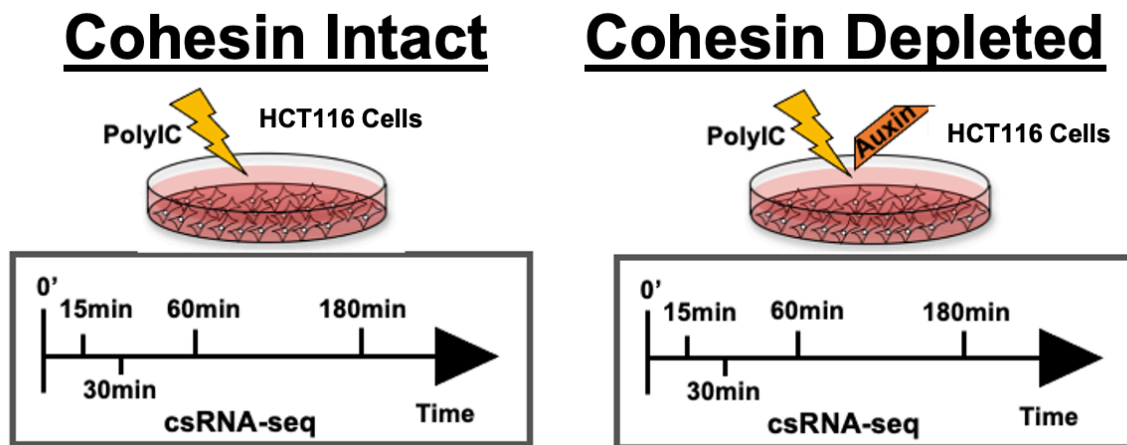 Cohesin Intact
PolyIC
HCT116 Cells
0'
15min
60min
180min
30min
csRNA-seq
Time
Cohesin Depleted
PolyIC
Auxin
HCT116 Cells
0'
15min
60min
180min
30min
csRNA-seq
Time